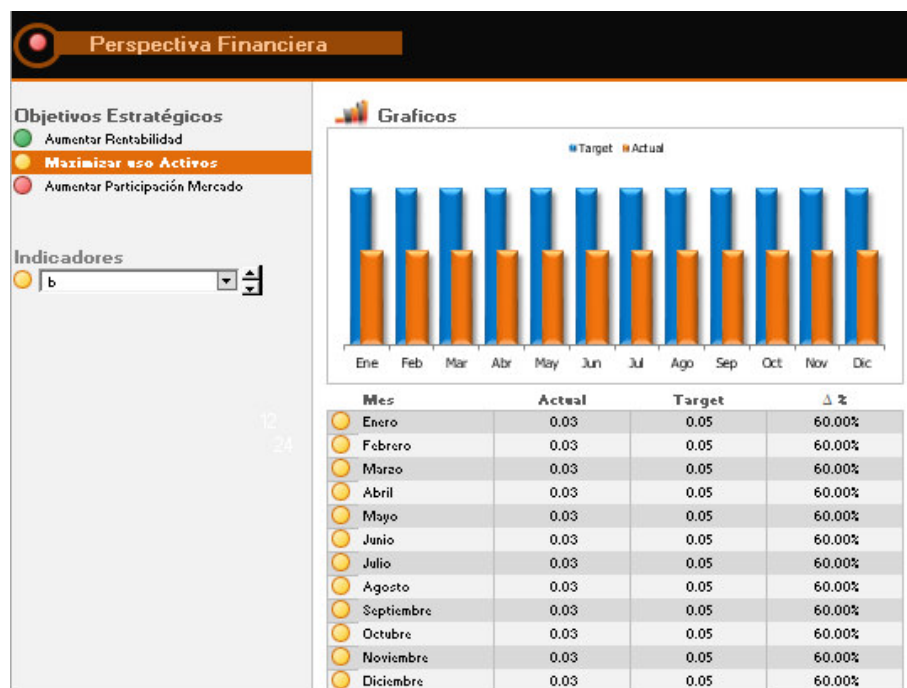 Perspectiva Financiera
Objetivos Estratégicos
Aumentar Rentabilidad
Maximizar uso Activos
Aumentar Participación Mercado
Indicadores
b
12
24
Graficos
Target Actual
Ene Feb Mar Abr May Jun Jul Ago Sep Oct Nov Dic
Mes Actual Target Δ %
Enero 0.03 0.05 60.00%
Febrero 0.03 0.05 60.00%
Marzo 0.03 0.05 60.00%
Abril 0.03 0.05 60.00%
Mayo 0.03 0.05 60.00%
Junio 0.03 0.05 60.00%
Julio 0.03 0.05 60.00%
Agosto 0.03 0.05 60.00%
Septiembre 0.03 0.05 60.00%
Octubre 0.03 0.05 60.00%
Noviembre 0.03 0.05 60.00%
Diciembre 0.03 0.05 60.00%